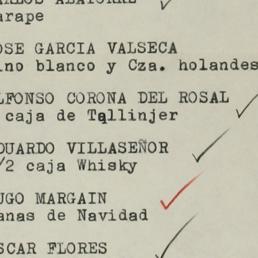 arape
OSE GARCIA VALSECA
ino blanco y Cza. holandes
LFONSO CORONA DEL ROSAL
caja de Tallinjer
DUARDO VILLASEÑOR
/2 caja Whisky
UGO MARGAIN
anas de Navidad
SCAR FLORES